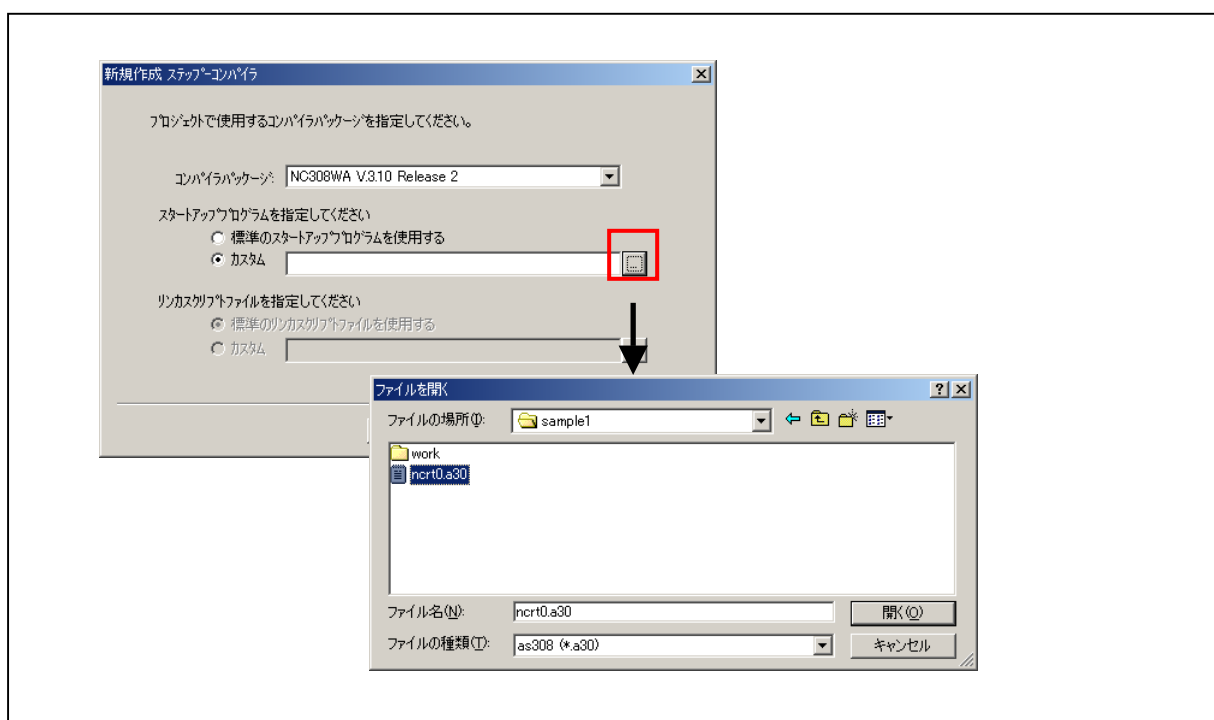 新規作成 ステップ-コンパイラ
プロジェクトで使用するコンパイラパッケージを指定してください。
コンパイラパッケージ: NC308WA V.3.10 Release 2
スタートアッププログラムを指定してください
標準のスタートアッププログラムを使用する
カスタム ...
リンカスクリプトファイルを指定してください
標準のリンカスクリプトファイルを使用する
カスタム
ファイルを開く
ファイルの場所(I): sample1
work
ncrt0.a30
ファイル名(N): ncrt0.a30 開く(O)
ファイルの種類(T): as308 (*.a30) キャンセル